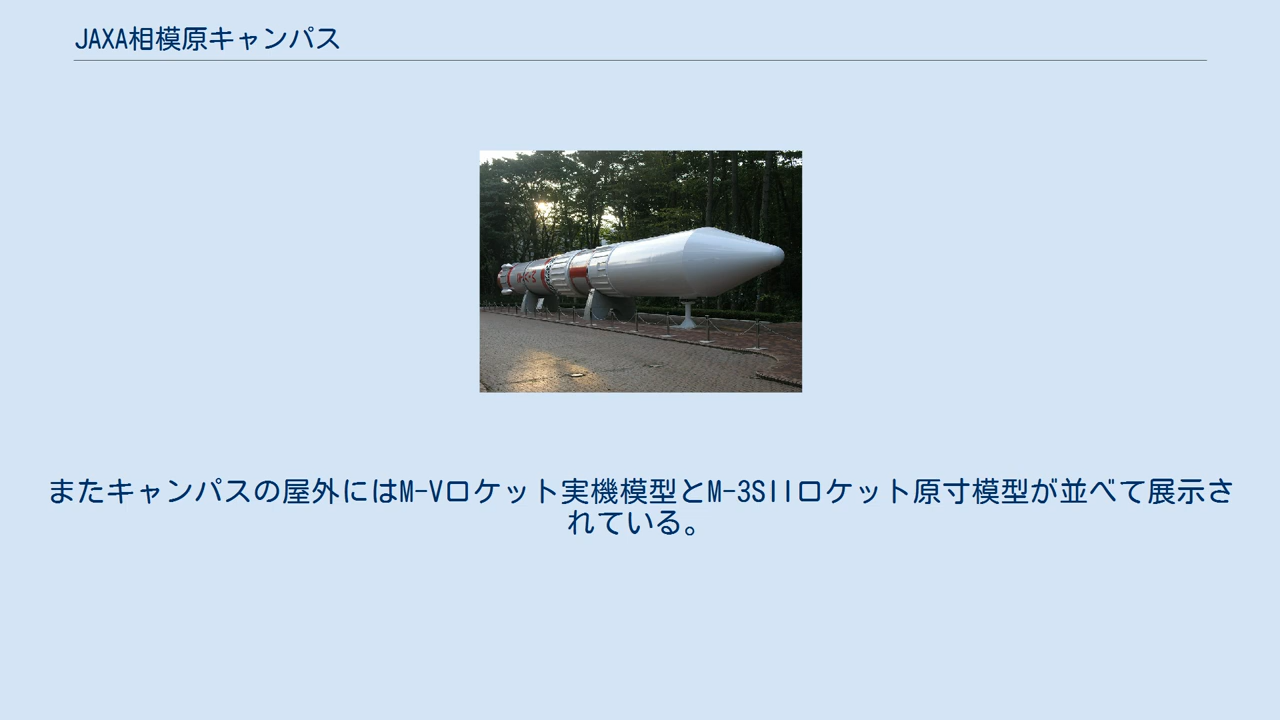 JAXA相模原キャンパス
またキャンパスの屋外にはM-Vロケット実機模型とM-3SIIロケット原寸模型が並べて展示さ
れている。